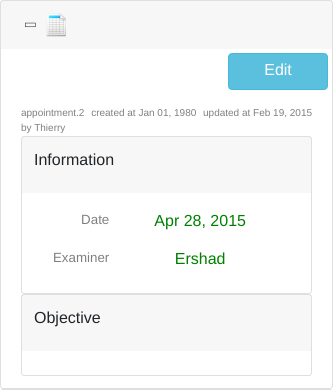 Edit
appointment.2 created at Jan 01, 1980 updated at Feb 19, 2015
by Thierry
Information
Date Apr 28, 2015
Examiner Ershad
Objective